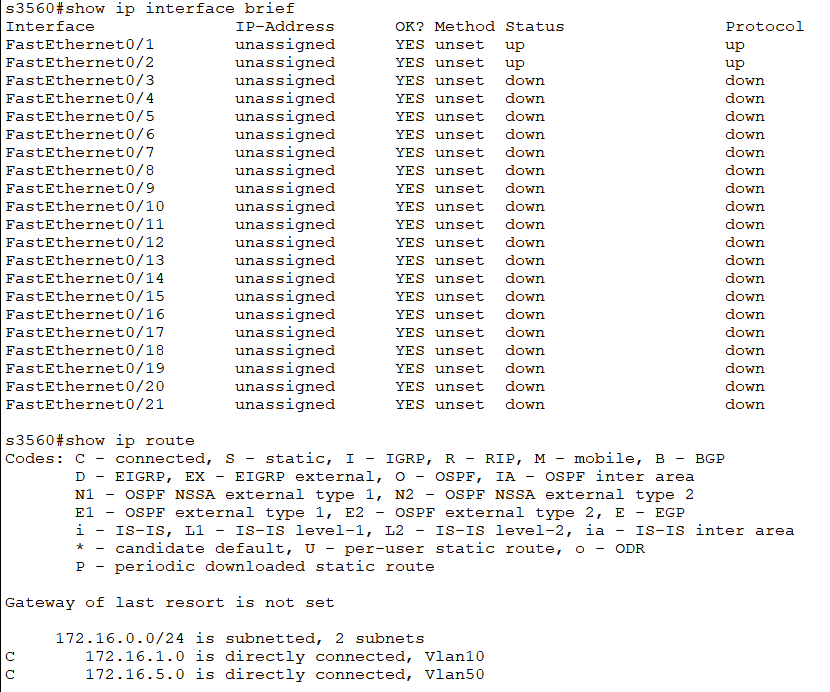 s3560#show ip interface brief
Interface IP-Address OK? Method Status Protocol
FastEthernet0/1 unassigned YES unset up up
FastEthernet0/2 unassigned YES unset up up
FastEthernet0/3 unassigned YES unset down down
FastEthernet0/4 unassigned YES unset down down
FastEthernet0/5 unassigned YES unset down down
FastEthernet0/6 unassigned YES unset down down
FastEthernet0/7 unassigned YES unset down down
FastEthernet0/8 unassigned YES unset down down
FastEthernet0/9 unassigned YES unset down down
FastEthernet0/10 unassigned YES unset down down
FastEthernet0/11 unassigned YES unset down down
FastEthernet0/12 unassigned YES unset down down
FastEthernet0/13 unassigned YES unset down down
FastEthernet0/14 unassigned YES unset down down
FastEthernet0/15 unassigned YES unset down down
FastEthernet0/16 unassigned YES unset down down
FastEthernet0/17 unassigned YES unset down down
FastEthernet0/18 unassigned YES unset down down
FastEthernet0/19 unassigned YES unset down down
FastEthernet0/20 unassigned YES unset down down
FastEthernet0/21 unassigned YES unset down down
s3560#show ip route
Codes: C - connected, S - static, I - IGRP, R - RIP, M - mobile, B - BGP
D - EIGRP, EX - EIGRP external, O - OSPF, IA - OSPF inter area
N1 - OSPF NSSA external type 1, N2 - OSPF NSSA external type 2
E1 - OSPF external type 1, E2 - OSPF external type 2, E - EGP
i - IS-IS, L1 - IS-IS level-1, L2 - IS-IS level-2, ia - IS-IS inter area
* - candidate default, U - per-user static route, o - ODR
P - periodic downloaded static route
Gateway of last resort is not set
172.16.0.0/24 is subnetted, 2 subnets
C 172.16.1.0 is directly connected, Vlan10
C 172.16.5.0 is directly connected, Vlan50